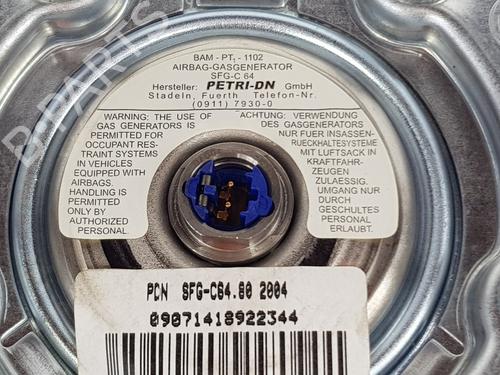 BAM - PT₁ - 1102
AIRBAG-GASGENERATOR
SFG-C 64
Hersteller: PETRI-DN GmbH
Stadeln, Fuerth Telefon-Nr.
(0911) 7930-0
WARNING: THE USE OF
GAS GENERATORS IS
PERMITTED FOR
OCCUPANT RES-
TRAINT SYSTEMS
IN VEHICLES
EQUIPPED WITH
AIRBAGS.
HANDLING IS
PERMITTED
ONLY BY
AUTHORIZED
PERSONAL.
ACHTUNG: VERWENDUNG
DES GASGENERATORS
NUR FUER INSASSEN-
RUECKHALTESYSTEME
MIT LUFTSACK IN
KRAFTFAHR-
ZEUGEN
ZULAESSIG.
UMGANG NUR
DURCH
GESCHULTES
PERSONAL
ERLAUBT.
PCN SFG-C64.80 2004
09071418922344